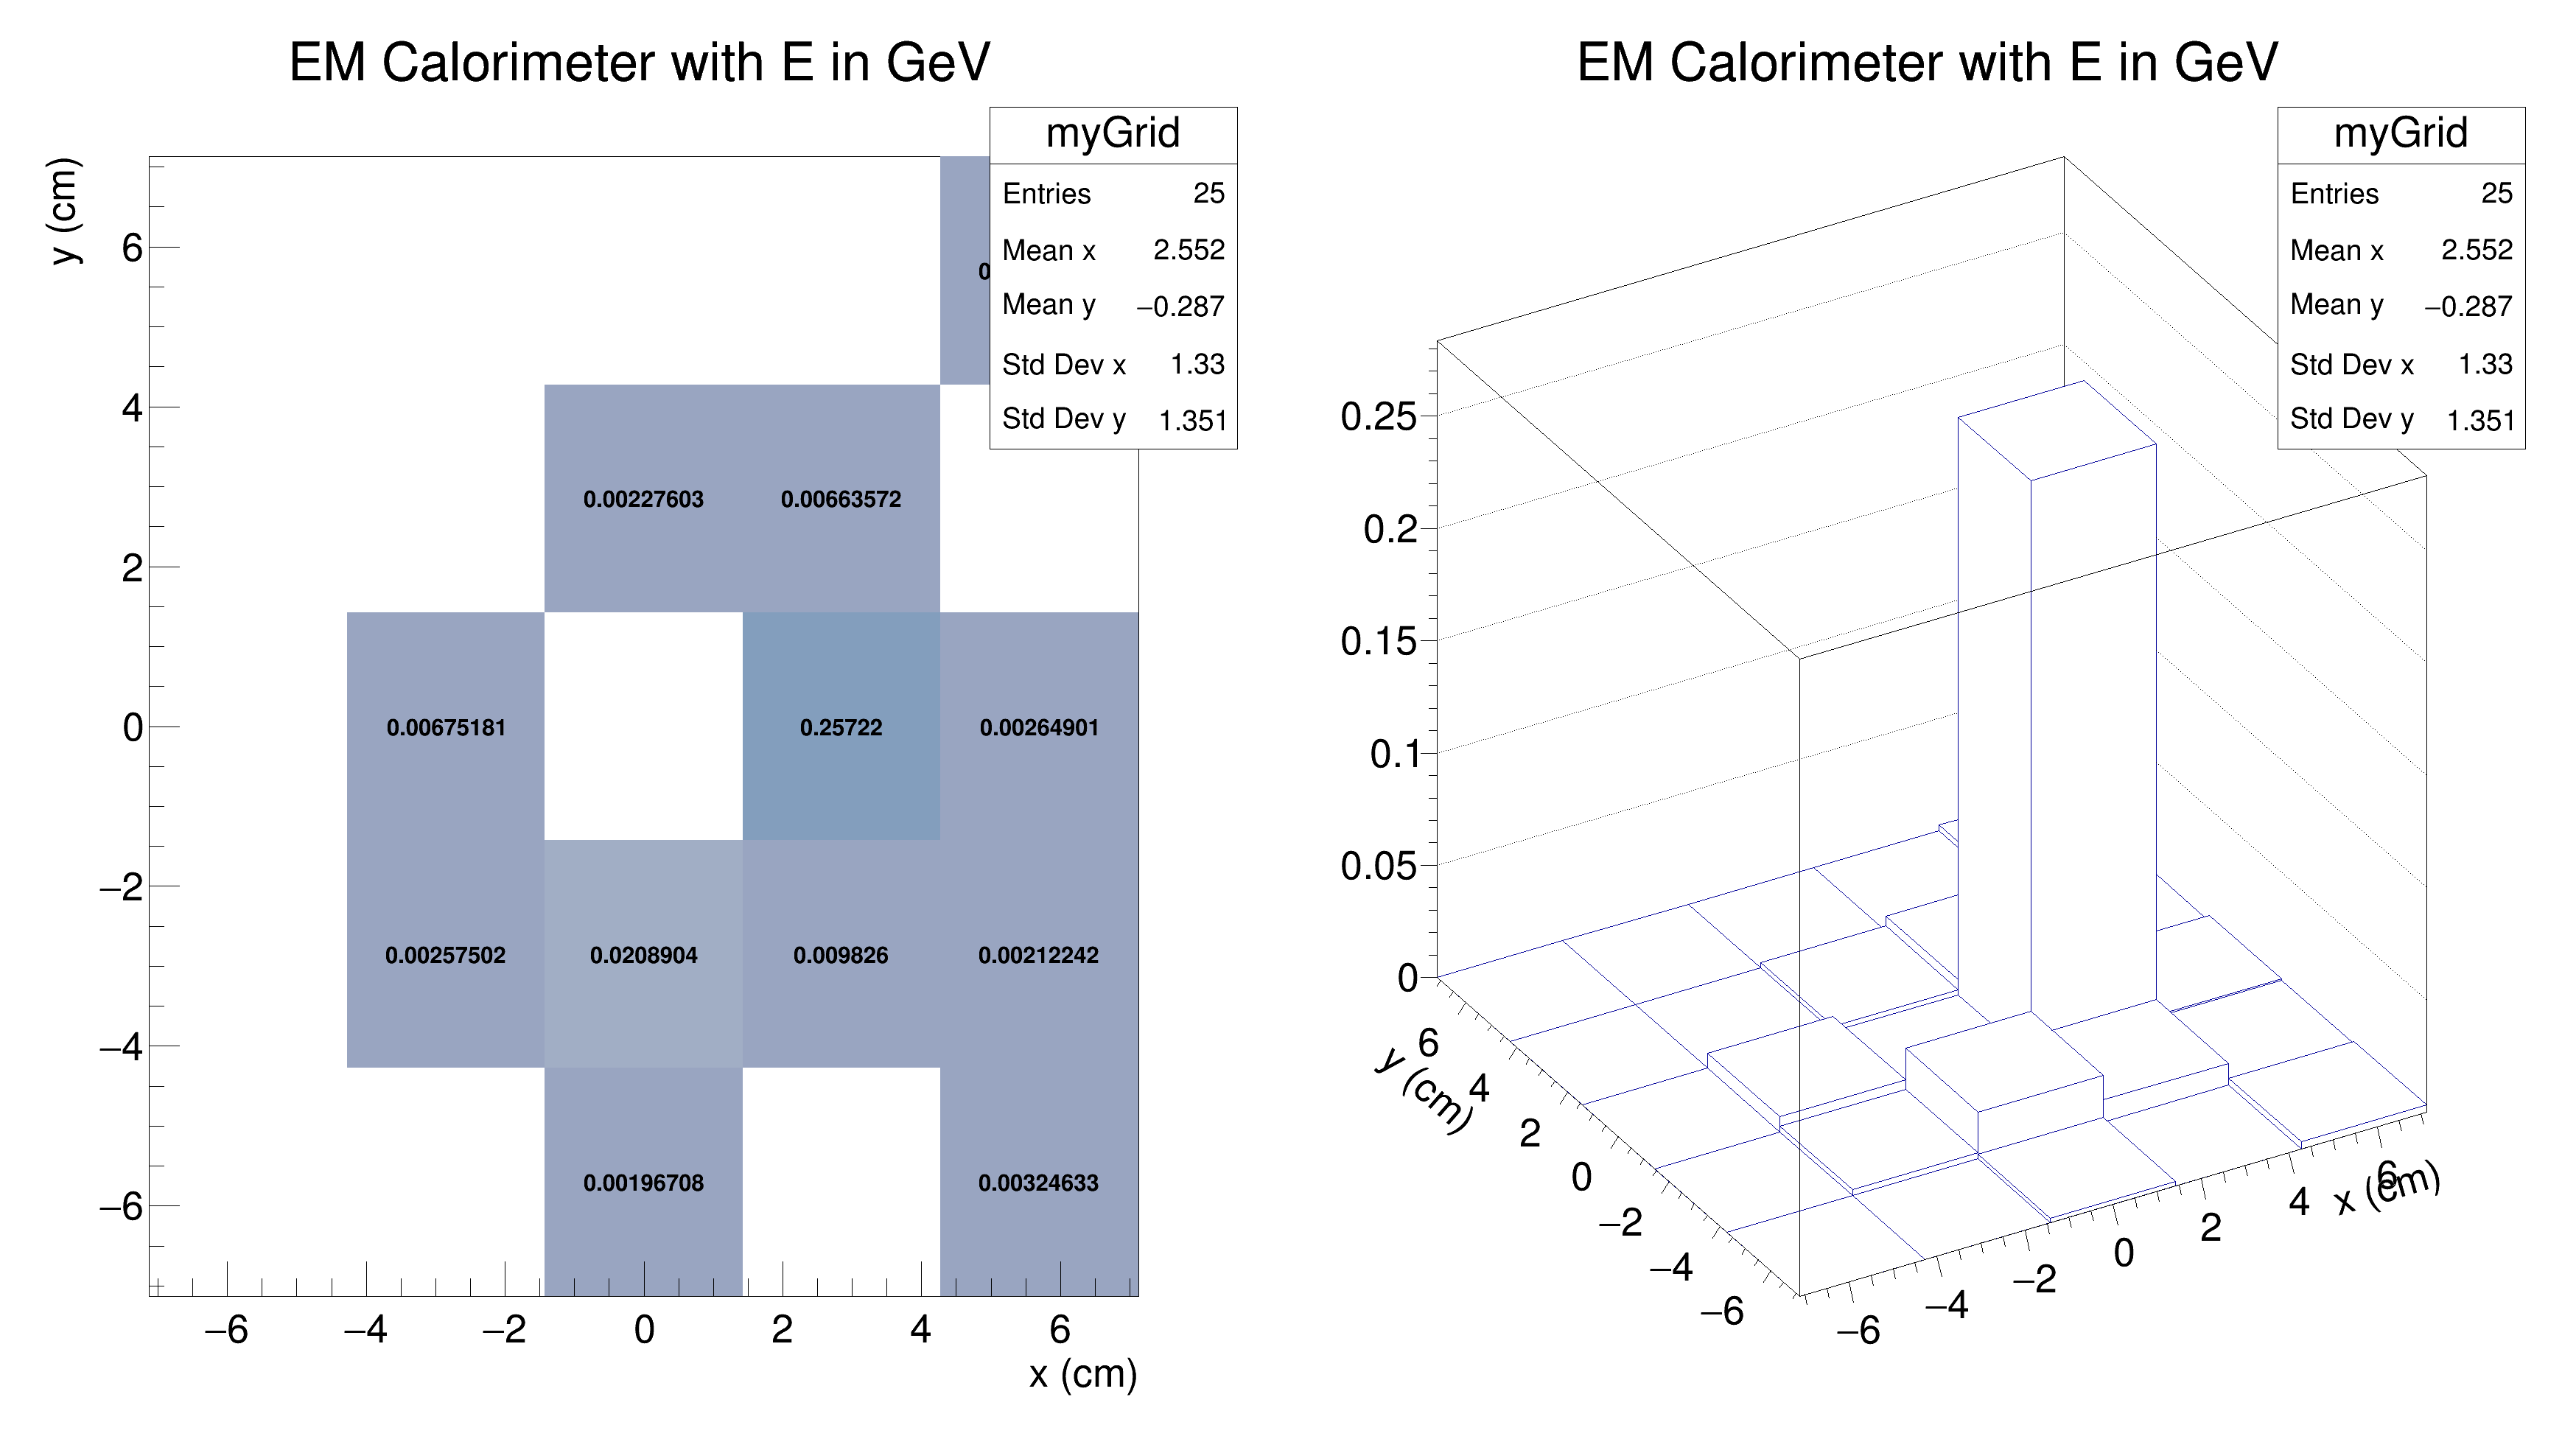 EM Calorimeter with E in GeV
myGrid
Entries 25
Mean x 2.552
Mean y −0.287
Std Dev x 1.33
Std Dev y 1.351
y (cm)
6
4
2
0
−2
−4
−6
0.00227603 0.00663572
0.00675181 0.25722 0.00264901
0.00257502 0.0208904 0.009826 0.00212242
0.00196708 0.00324633
−6 −4 −2 0 2 4 6
x (cm)
EM Calorimeter with E in GeV
myGrid
Entries 25
Mean x 2.552
Mean y −0.287
Std Dev x 1.33
Std Dev y 1.351
0.25
0.2
0.15
0.1
0.05
0
y (cm)
6
4
2
0
−2
−4
−6
−6
−4
−2
0
2
4
6
x (cm)